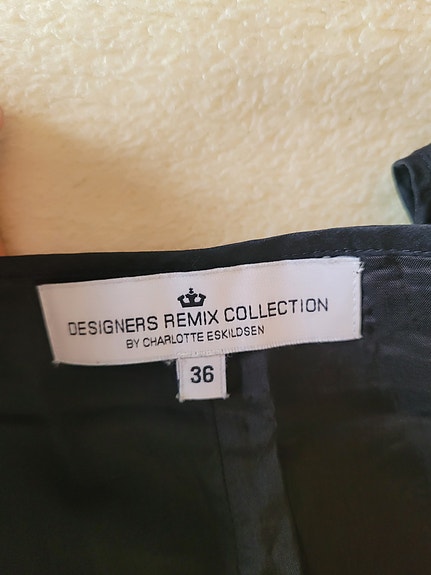 DESIGNERS REMIX COLLECTION
BY CHARLOTTE ESKILDSEN
36